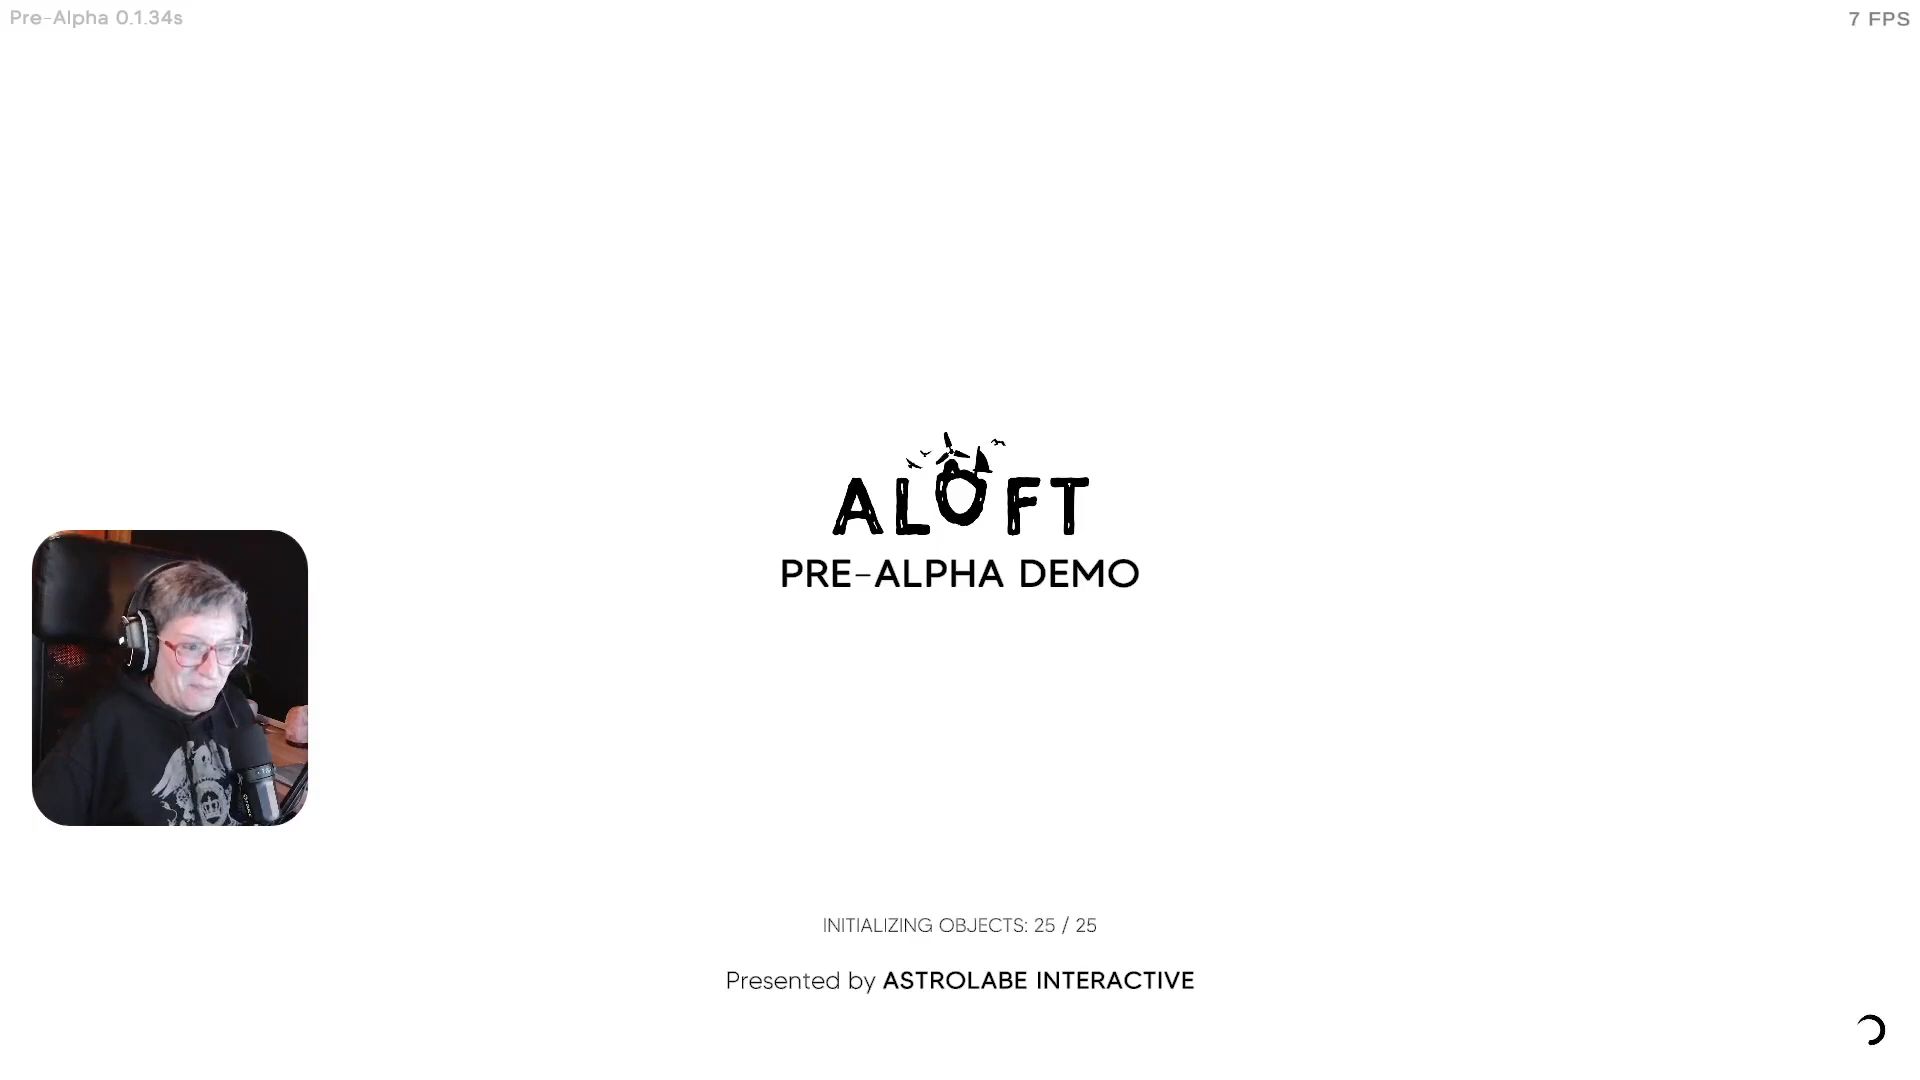 Pre-Alpha 0.1.34s
7 FPS
ALOFT
PRE-ALPHA DEMO
INITIALIZING OBJECTS: 25 / 25
Presented by ASTROLABE INTERACTIVE